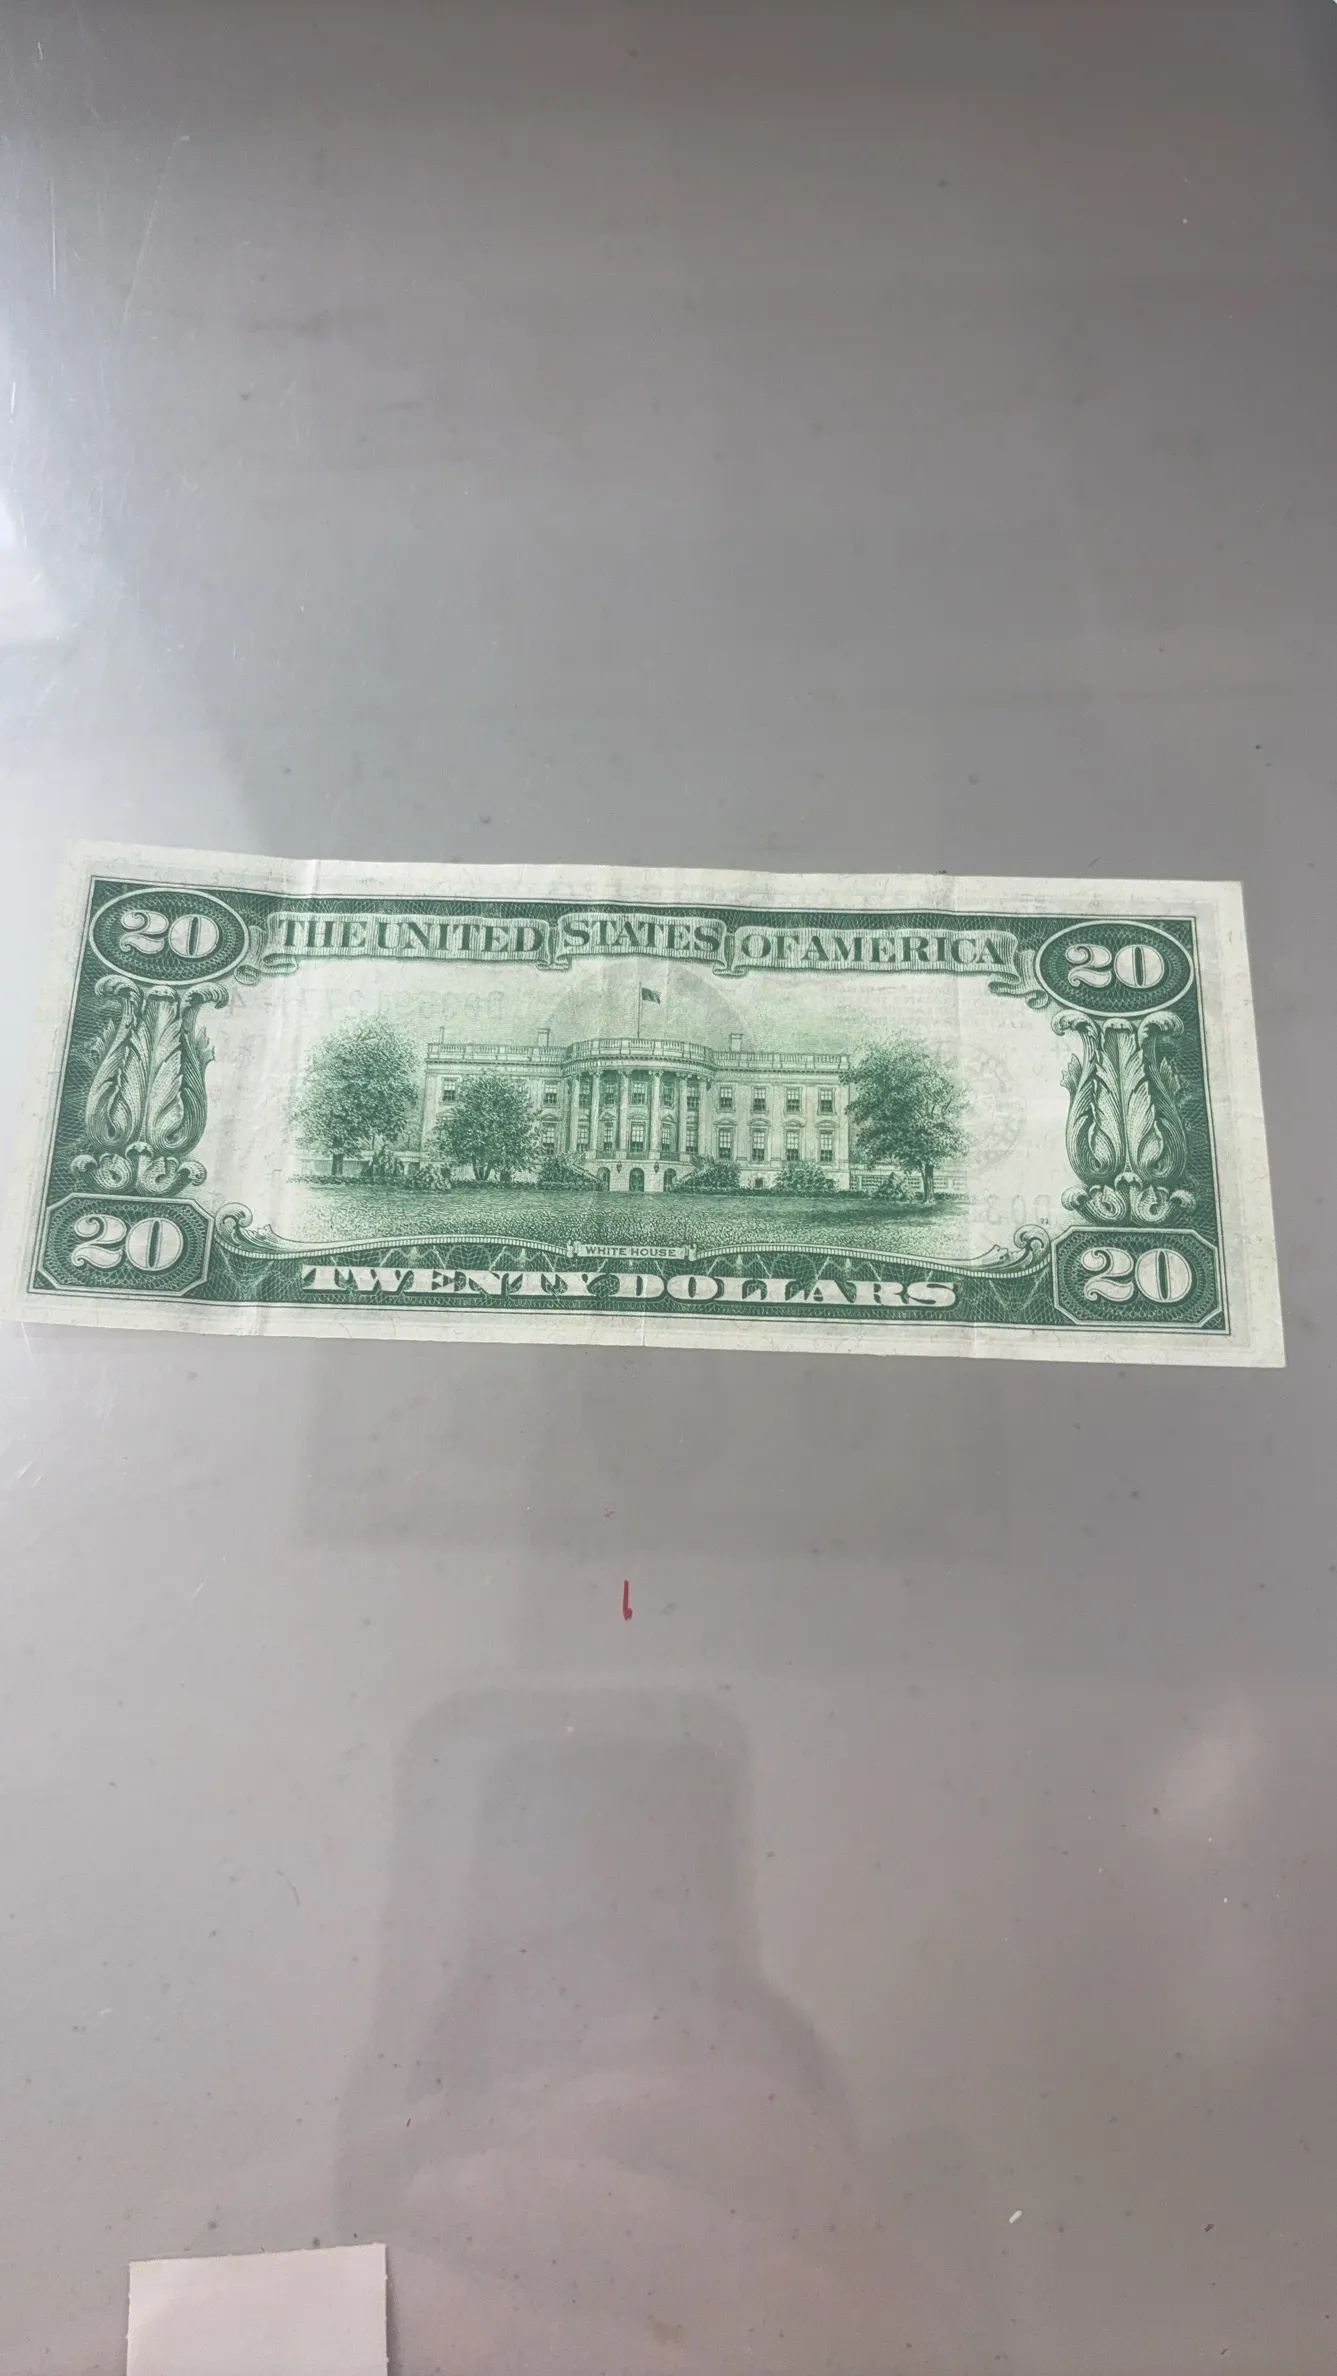 20 THE UNITED STATES OF AMERICA 20
WHITE HOUSE
20 TWENTY DOLLARS 20